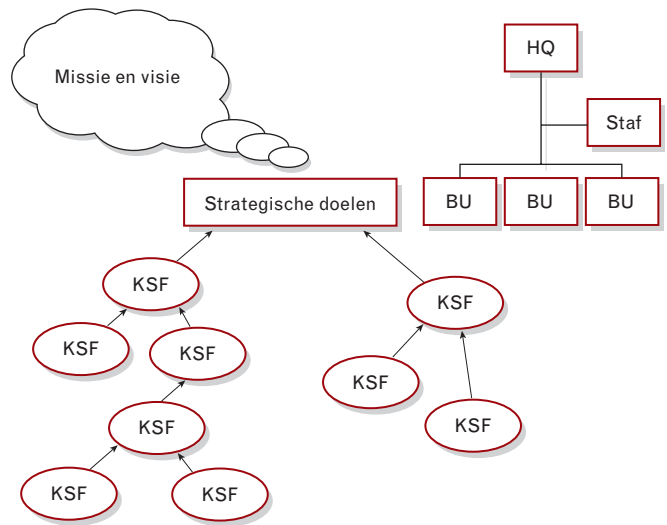 HQ
Missie en visie
Staf
BU
BU
BU
Strategische doelen
KSF
KSF
KSF
KSF
KSF
KSF
KSF
KSF
KSF